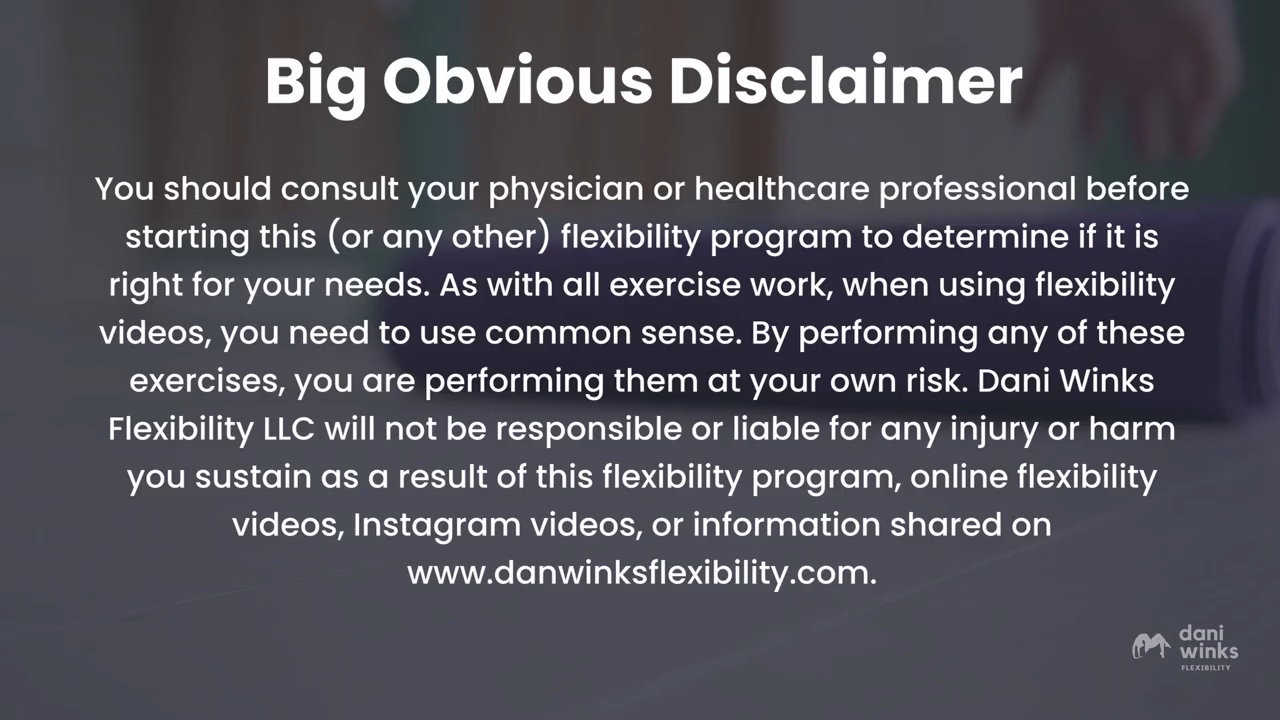 Big Obvious Disclaimer
You should consult your physician or healthcare professional before
starting this (or any other) flexibility program to determine if it is
right for your needs. As with all exercise work, when using flexibility
videos, you need to use common sense. By performing any of these
exercises, you are performing them at your own risk. Dani Winks
Flexibility LLC will not be responsible or liable for any injury or harm
you sustain as a result of this flexibility program, online flexibility
videos, Instagram videos, or information shared on
www.danwinksflexibility.com.
dani
winks
FLEXIBILITY